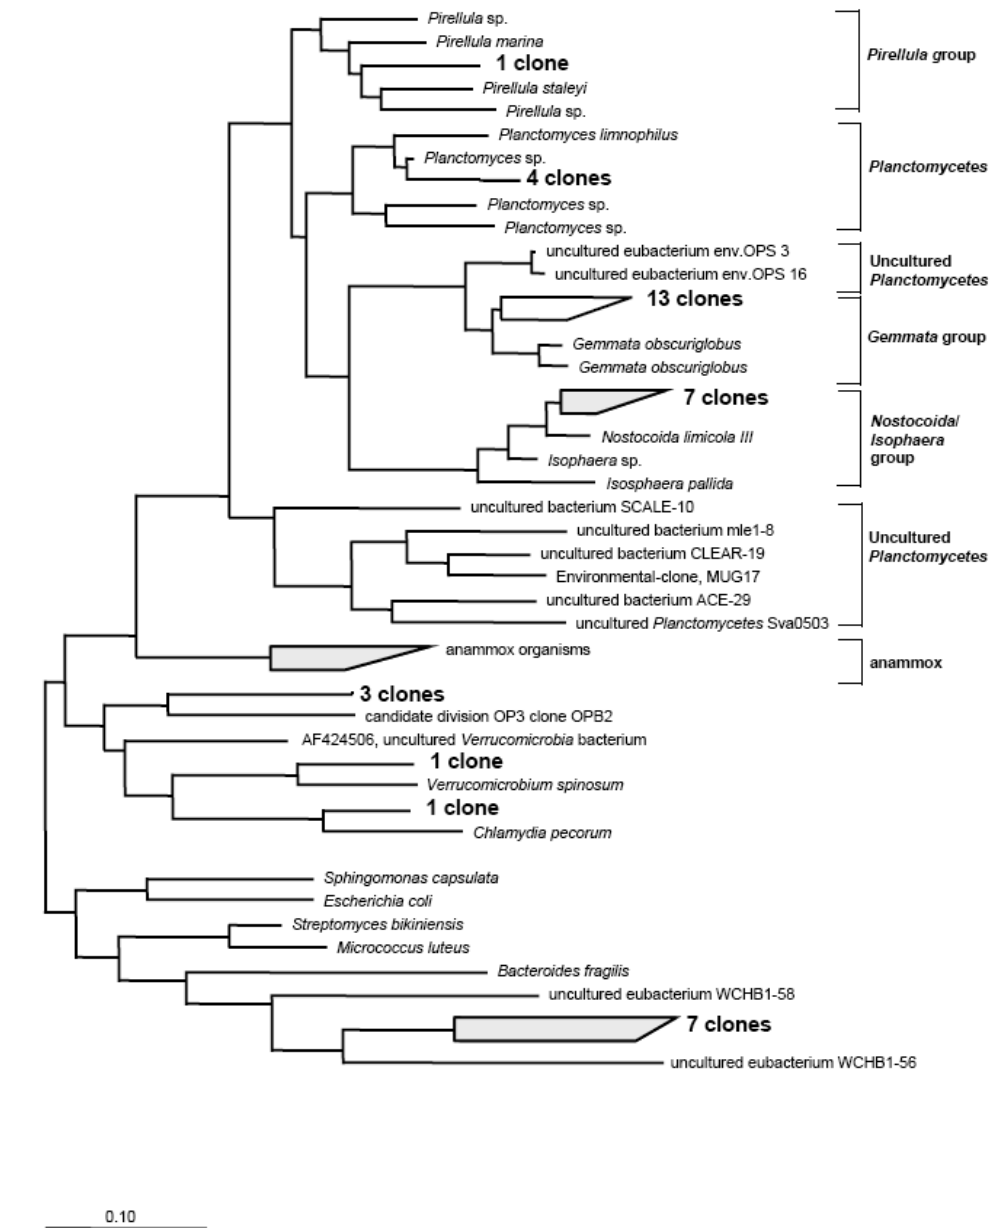 Pirellula sp.
Pirellula marina
1 clone
Pirellula staleyi
Pirellula sp.
Pirellula group
Planctomyces limnophilus
Planctomyces sp.
4 clones
Planctomyces sp.
Planctomyces sp.
Planctomycetes
uncultured eubacterium env.OPS 3
uncultured eubacterium env.OPS 16
Uncultured
Planctomycetes
13 clones
Gemmata obscuriglobus
Gemmata obscuriglobus
Gemmata group
7 clones
Nostocoida limicola III
Isophaera sp.
Isosphaera pallida
Nostocoida/
Isophaera
group
uncultured bacterium SCALE-10
uncultured bacterium mle1-8
uncultured bacterium CLEAR-19
Environmental-clone, MUG17
uncultured bacterium ACE-29
uncultured Planctomycetes Sva0503
Uncultured
Planctomycetes
anammox organisms
anammox
3 clones
candidate division OP3 clone OPB2
AF424506, uncultured Verrucomicrobia bacterium
1 clone
Verrucomicrobium spinosum
1 clone
Chlamydia pecorum
Sphingomonas capsulata
Escherichia coli
Streptomyces bikiniensis
Micrococcus luteus
Bacteroides fragilis
uncultured eubacterium WCHB1-58
7 clones
uncultured eubacterium WCHB1-56
0.10